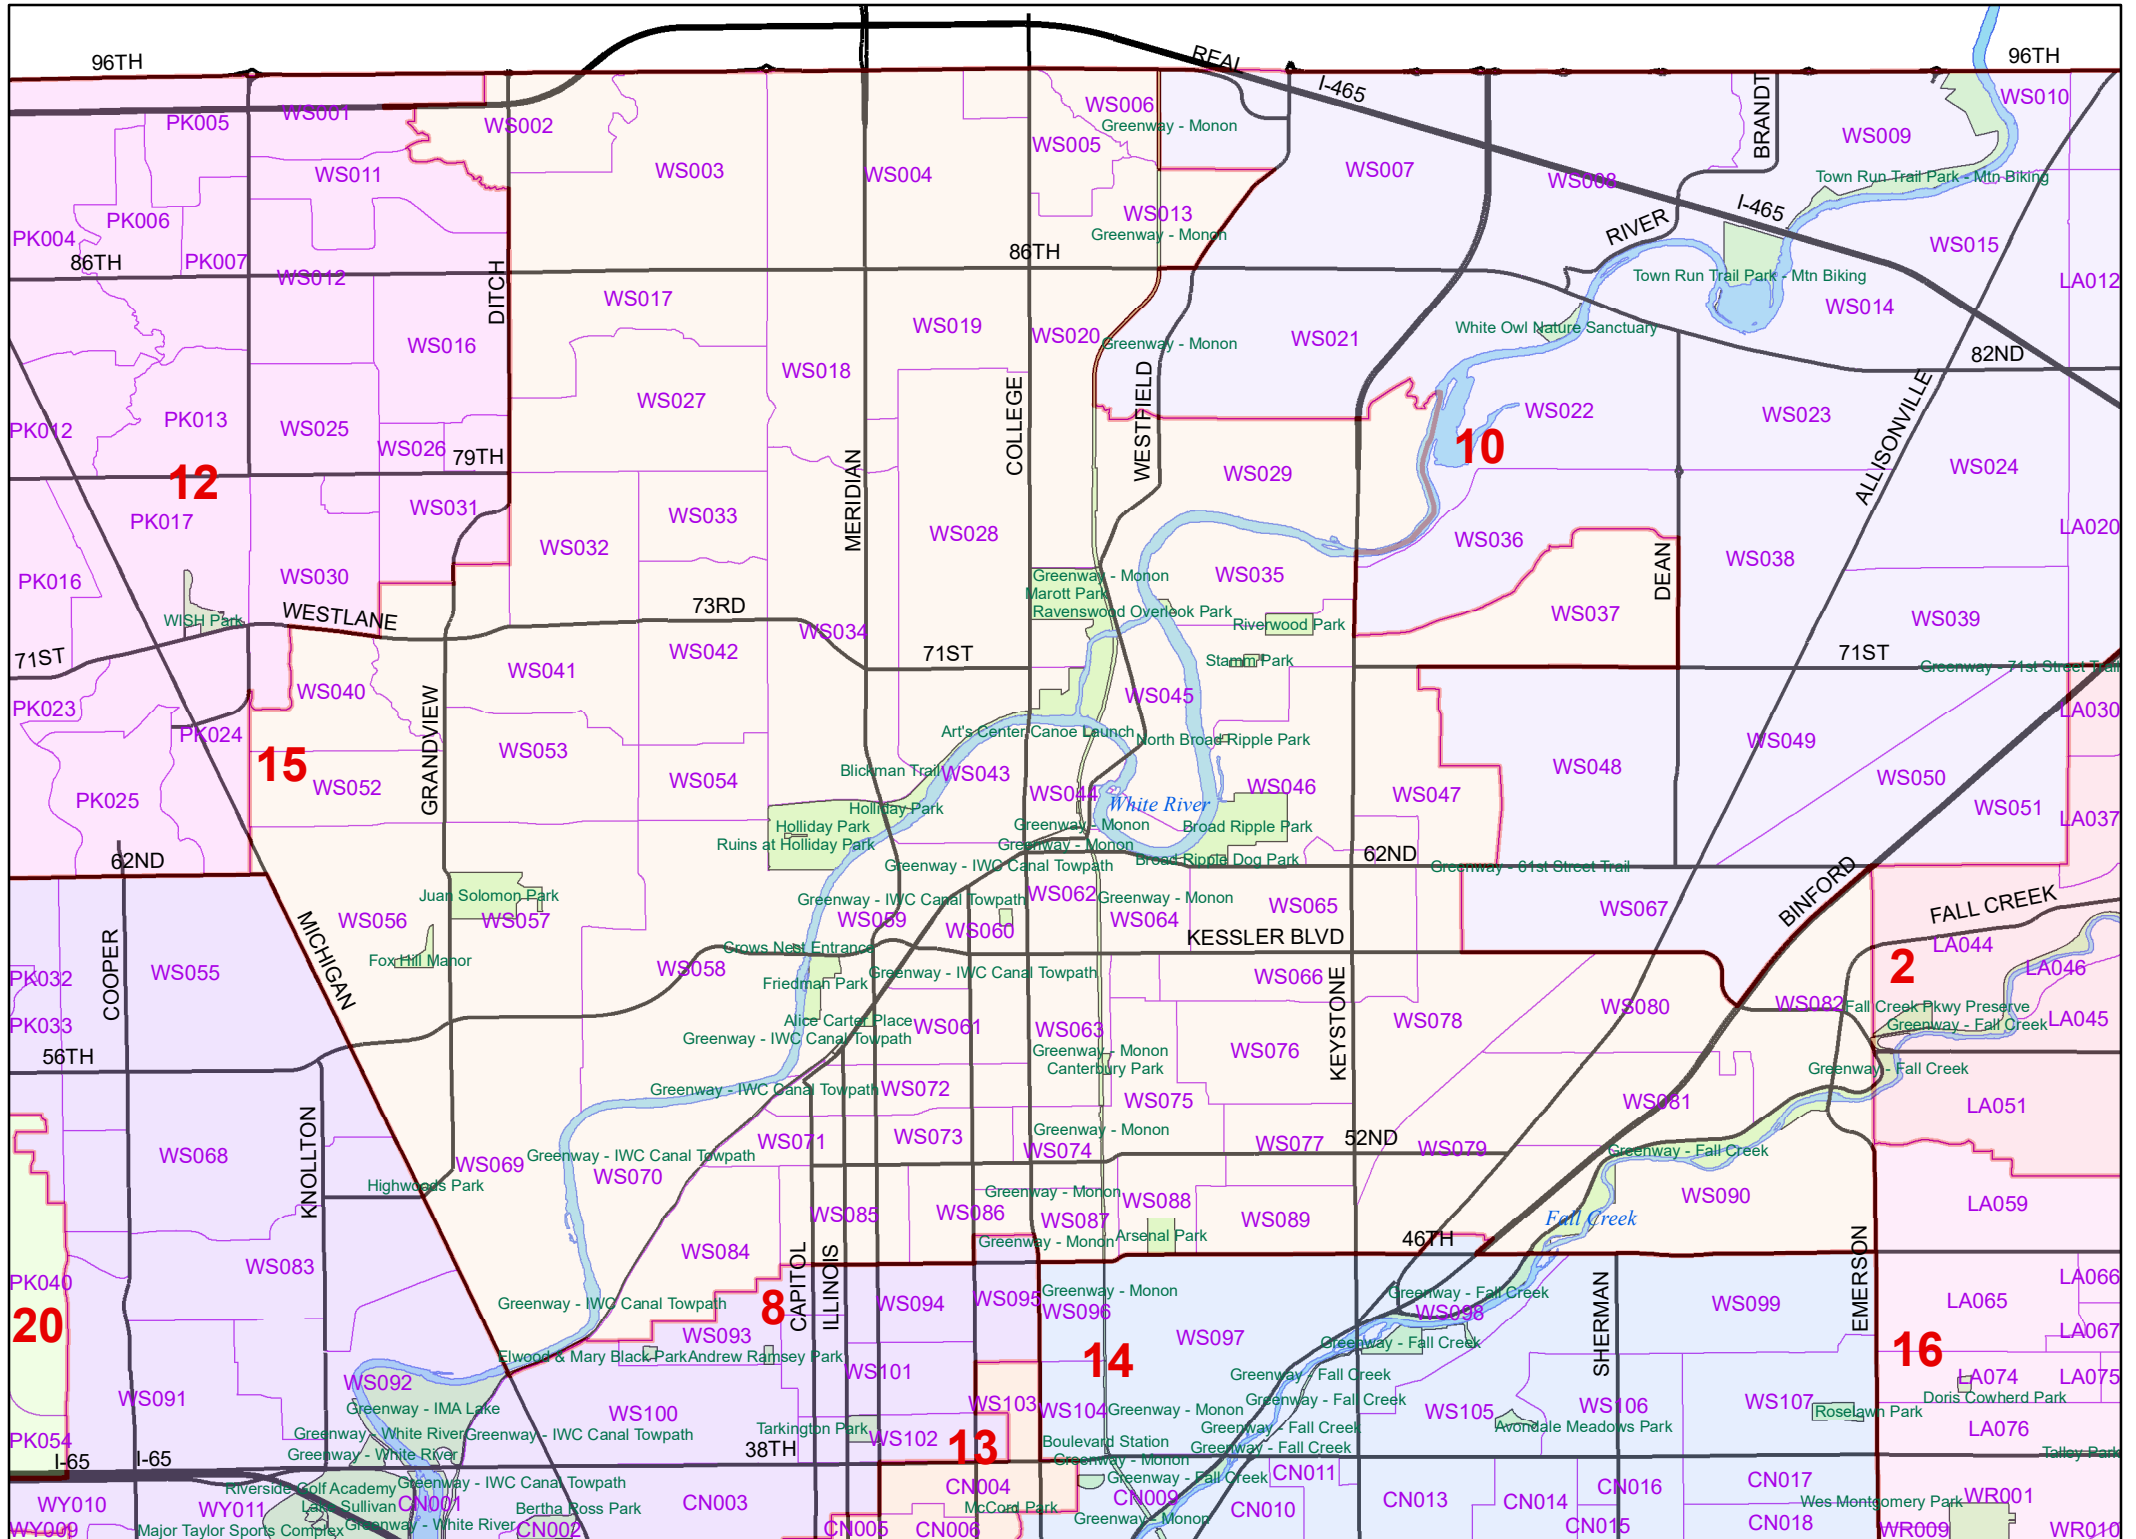 96TH
REAL
I-465
96TH
PK005
WS001
WS002
WS006
Greenway - Monon
WS005
BRANDT
WS009
WS010
WS011
WS003
WS004
WS007
WS008
Town Run Trail Park - Mtn Biking
PK006
PK004
PK007
86TH
WS013
Greenway - Monon
86TH
RIVER
I-465
WS015
WS012
DITCH
WS017
Town Run Trail Park - Mtn Biking
LA012
WS014
WS016
WS019
WS020
Greenway - Monon
WS021
White Owl Nature Sanctuary
82ND
WS018
WS027
PK012
PK013
WS025
WS026
79TH
COLLEGE
WESTFIELD
WS022
WS023
ALLISONVILLE
10
12
WS029
WS024
PK017
WS031
WS033
MERIDIAN
WS028
WS032
WS036
LA020
WS038
DEAN
PK016
WS030
WS035
Greenway - Monon
Marott Park
Ravenswood Overlook Park
WISH Park
WESTLANE
73RD
WS034
Riverwood Park
WS037
WS039
71ST
WS041
WS042
71ST
Stamm Park
71ST
Greenway - 71st Street Trail
WS040
WS045
PK023
PK024
GRANDVIEW
LA030
Art's Center Canoe Launch
North Broad Ripple Park
WS049
15
WS053
WS052
WS054
Blickman Trail
WS043
WS044
WS046
WS047
WS048
WS050
WS051
PK025
Holliday Park
White River
Holliday Park
Ruins at Holliday Park
Greenway - Monon
Greenway - Monon
Broad Ripple Park
LA037
62ND
Greenway - IWC Canal Towpath
Broad Ripple Dog Park
62ND
Greenway - 61st Street Trail
BINFORD
Juan Solomon Park
WS056
WS057
Greenway - IWC Canal Towpath
WS059
WS062
Greenway - Monon
WS064
WS065
WS067
FALL CREEK
MICHIGAN
WS060
KESSLER BLVD
LA044
COOPER
Fox Hill Manor
Crows Nest Entrance
PK032
WS055
WS058
Friedman Park
Greenway - IWC Canal Towpath
WS066
KEYSTONE
2
LA046
PK033
Alice Carter Place
Greenway - IWC Canal Towpath
WS061
WS063
WS078
WS080
WS082
Fall Creek Pkwy Preserve
Greenway - Fall Creek
LA045
56TH
Greenway - Monon
Canterbury Park
WS076
Greenway - Fall Creek
Greenway - IWC Canal Towpath
WS072
WS075
WS081
LA051
KNOLLTON
WS068
WS071
WS073
Greenway - Monon
WS074
WS077
52ND
WS079
Greenway - IWC Canal Towpath
WS069
WS070
Greenway - Fall Creek
Highwoods Park
Greenway - Monon
WS088
WS090
LA059
WS085
WS086
WS087
WS089
Fall Creek
Greenway - Monon
Arsenal Park
46TH
WS083
WS084
CAPITOL
ILLINOIS
EMERSON
PK040
LA066
20
Greenway - IWC Canal Towpath
8
WS094
WS095
Greenway - Monon
WS096
Greenway - Fall Creek
WS098
SHERMAN
WS099
LA065
LA067
WS093
WS097
Elwood & Mary Black Park
Andrew Ramsey Park
Greenway - Fall Creek
14
16
WS092
WS091
WS101
Greenway - Fall Creek
LA074
LA075
Doris Cowherd Park
Greenway - IMA Lake
WS100
WS103
WS104
Greenway - Monon
Greenway - Fall Creek
WS105
WS106
WS107
Roselawn Park
Greenway - White River
Greenway - IWC Canal Towpath
Tarkington Park
WS102
13
Greenway - Fall Creek
Avondale Meadows Park
LA076
PK054
Greenway - White River
38TH
Boulevard Station
Greenway - Monon
Greenway - Fall Creek
Talley Park
I-65
I-65
Riverside Golf Academy
Greenway - IWC Canal Towpath
CN004
Greenway - Fall Creek
CN011
CN016
CN017
WY010
WY011
Lake Sullivan
CN001
Bertha Ross Park
CN003
McCord Park
CN009
CN010
CN013
CN014
Wes Montgomery Park
WR001
WY009
Major Taylor Sports Complex
Greenway - White River
CN002
CN005
CN006
Greenway - Monon
CN015
CN018
WR009
WR010